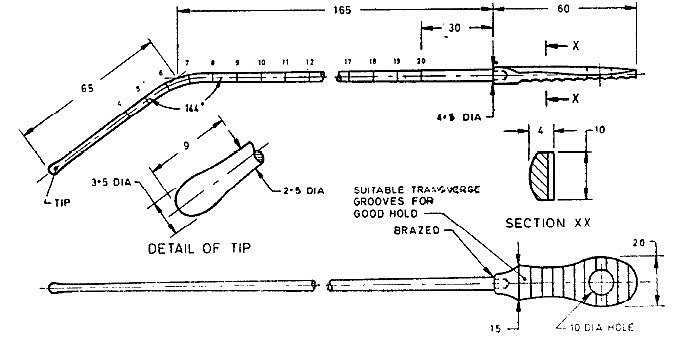 165
60
30
X
65
4
5
6
7
8
9
10
11
12
17
18
19
20
144°
X
4·5 DIA
9
4
10
TIP
3·5 DIA
2·5 DIA
SUITABLE TRANSVERGE
GROOVES FOR
GOOD HOLD
SECTION XX
DETAIL OF TIP
BRAZED
20
15
10 DIA HOLE